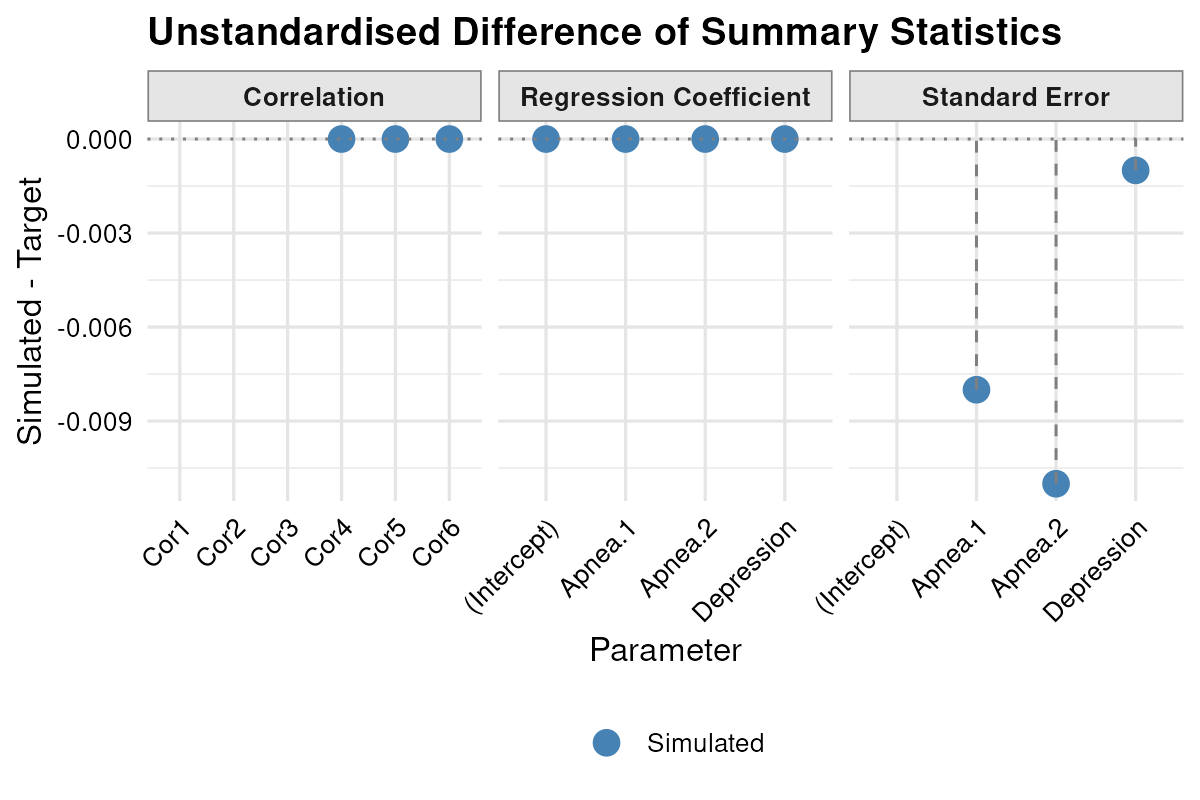 Unstandardised Difference of Summary Statistics
Correlation
Regression Coefficient
Standard Error
Simulated - Target
0.000
-0.003
-0.006
-0.009
Cor1
Cor2
Cor3
Cor4
Cor5
Cor6
(Intercept)
Apnea.1
Apnea.2
Depression
(Intercept)
Apnea.1
Apnea.2
Depression
Parameter
Simulated